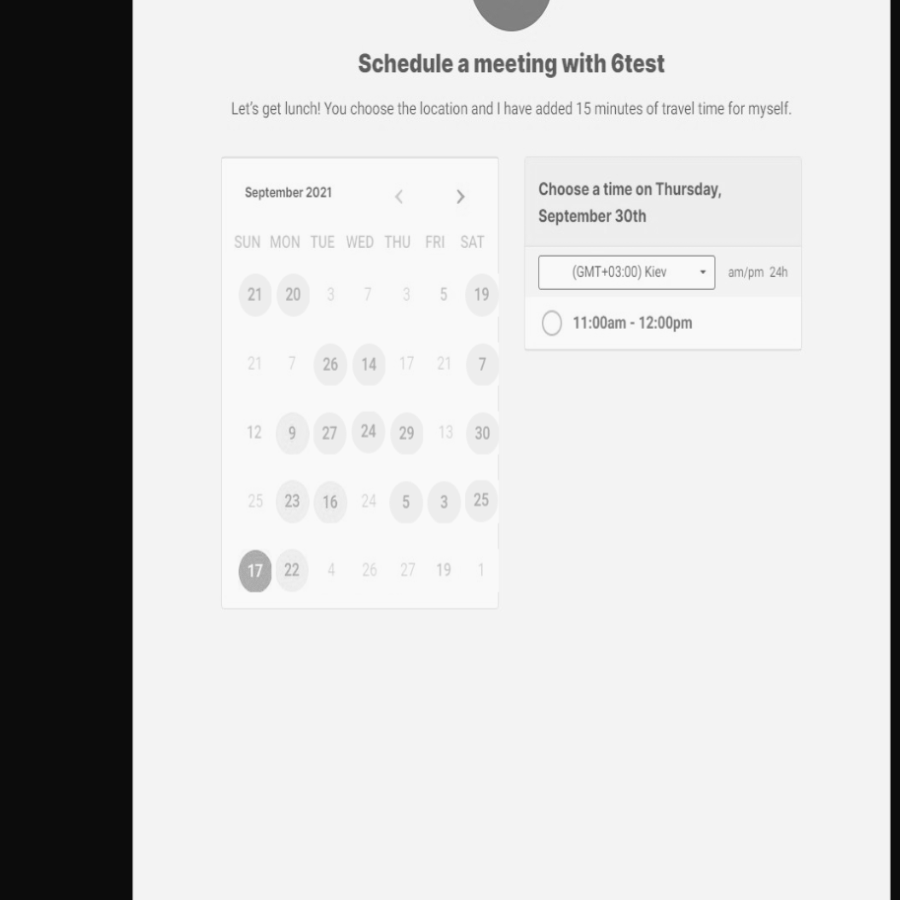 Schedule a meeting with 6test
Let's get lunch! You choose the location and I have added 15 minutes of travel time for myself.
September 2021
SUN MON TUE WED THU FRI SAT
21 20 3 7 3 5 19
21 7 26 14 17 21 7
12 9 27 24 29 13 30
25 23 16 24 5 3 25
17 22 4 26 27 19 1
Choose a time on Thursday,
September 30th
(GMT+03:00) Kiev am/pm 24h
11:00am - 12:00pm